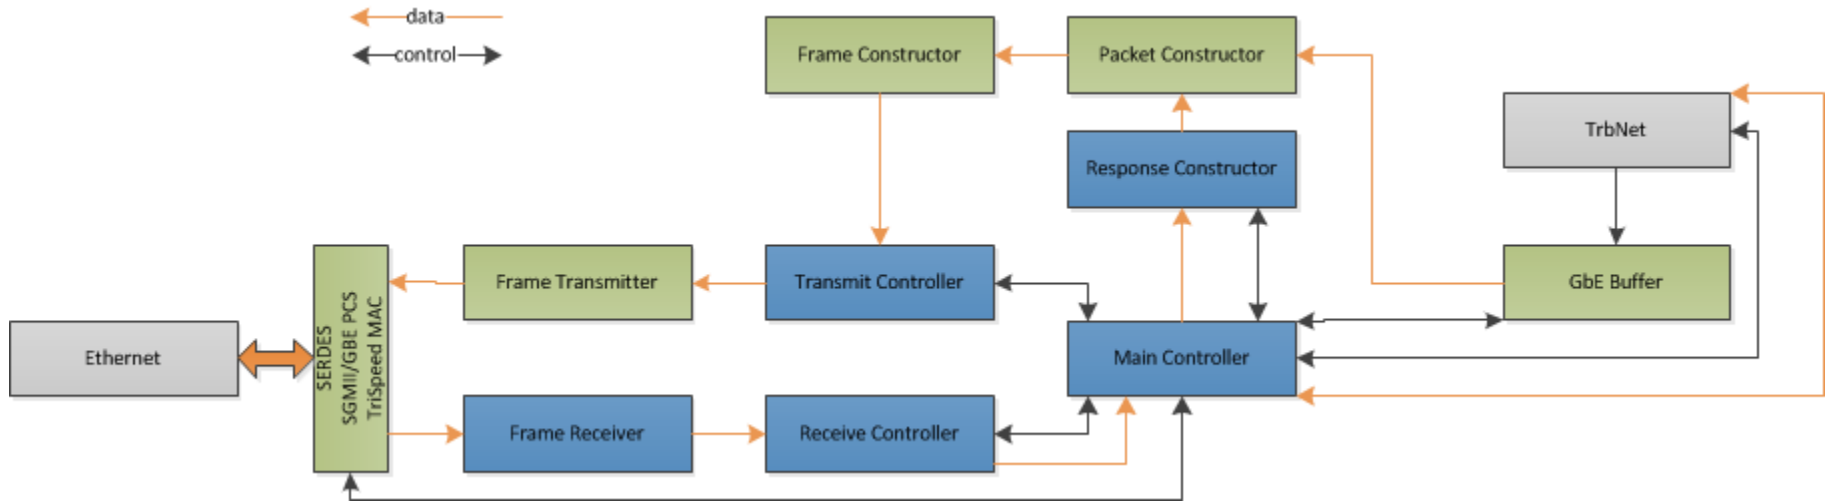 data
control
Frame Constructor
Packet Constructor
TrbNet
Response Constructor
Frame Transmitter
Transmit Controller
GbE Buffer
Ethernet
SERDES
SGMII/GBE PCS
TriSpeed MAC
Main Controller
Frame Receiver
Receive Controller